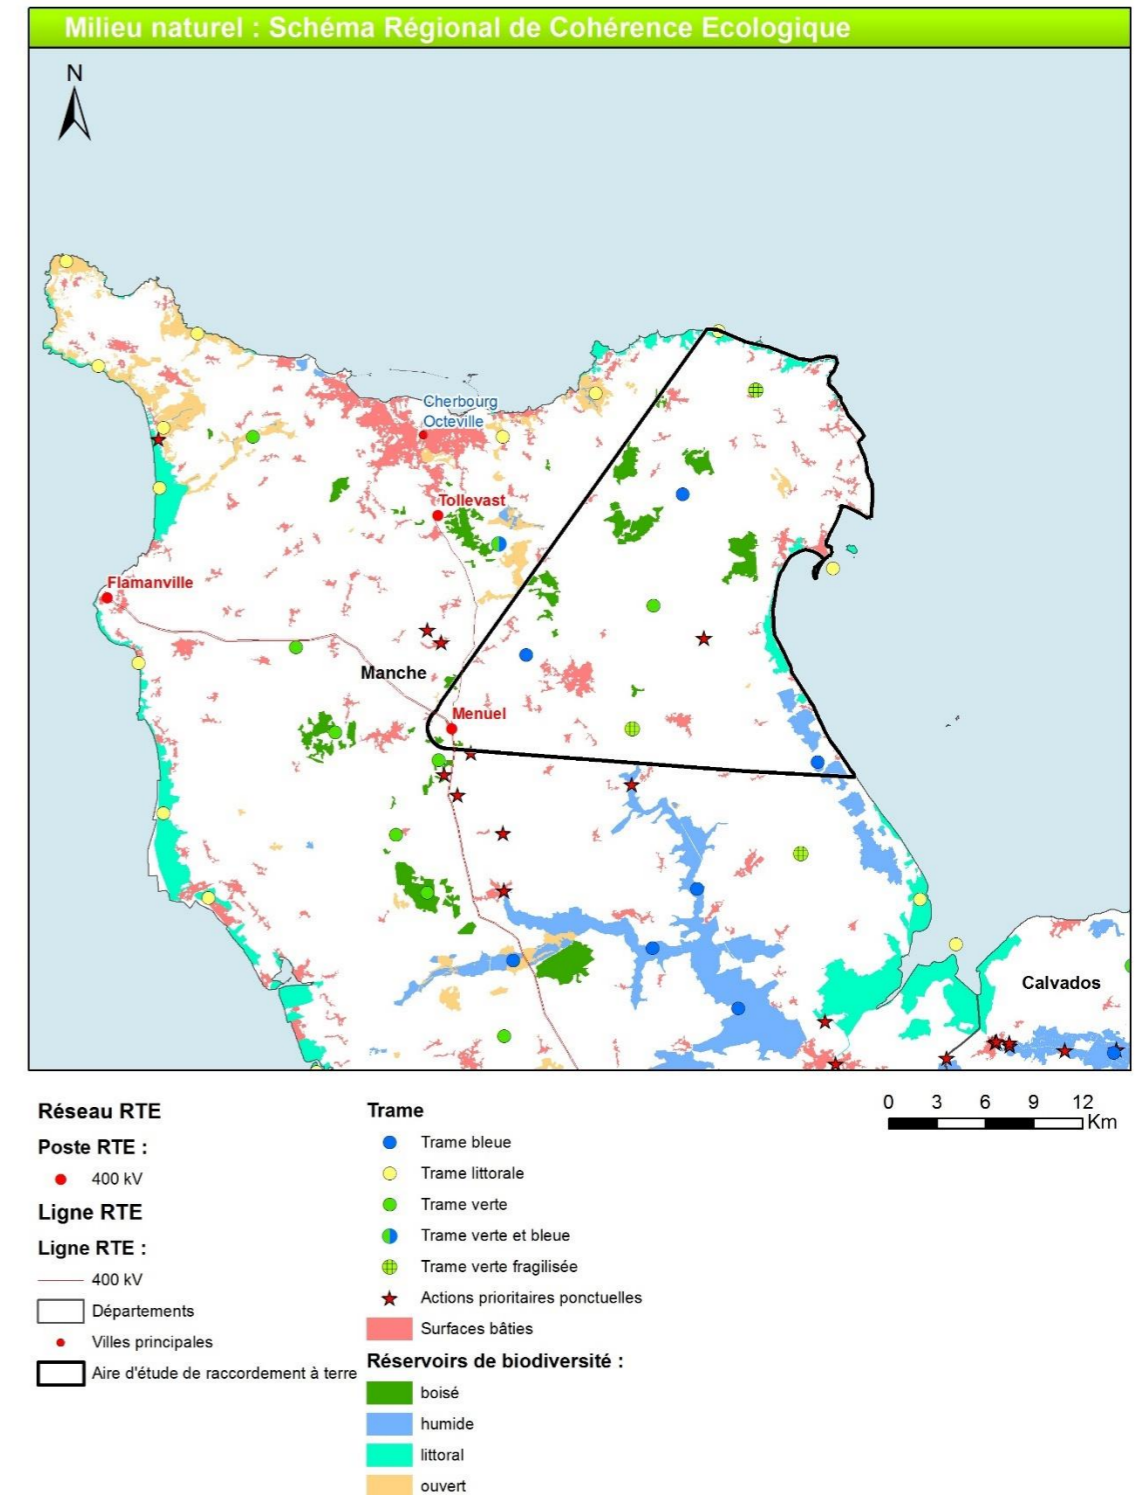 Milieu naturel : Schéma Régional de Cohérence Ecologique
N
Cherbourg
Octeville
Tollevast
Flamanville
Manche
Menuel
Calvados
0 3 6 9 12
Km
Réseau RTE
Poste RTE :
400 kV
Ligne RTE
Ligne RTE :
400 kV
Départements
Villes principales
Aire d'étude de raccordement à terre
Trame
Trame bleue
Trame littorale
Trame verte
Trame verte et bleue
Trame verte fragilisée
Actions prioritaires ponctuelles
Surfaces bâties
Réservoirs de biodiversité :
boisé
humide
littoral
ouvert